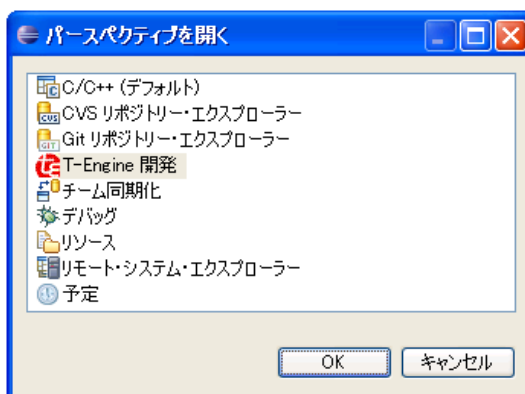 パースペクティブを開く
C/C++ (デフォルト)
CVS リポジトリー・エクスプローラー
Git リポジトリー・エクスプローラー
T-Engine 開発
チーム同期化
デバッグ
リソース
リモート・システム・エクスプローラー
予定
OK キャンセル